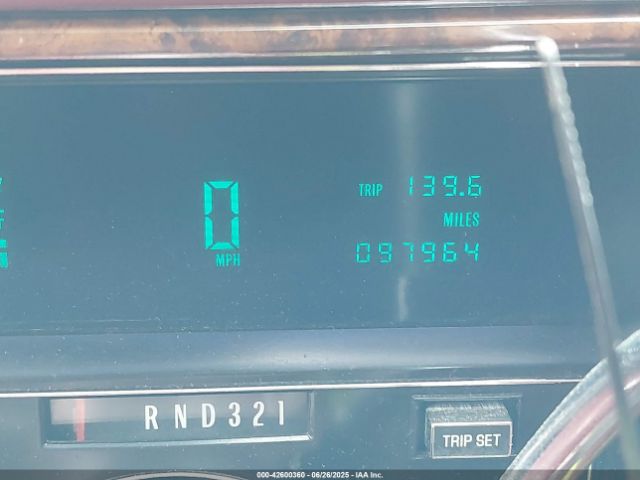 TRIP 139.6
0
MILES
MPH
097964
RND321
TRIP SET
000-42600360 - 06/26/2025 - IAA Inc.